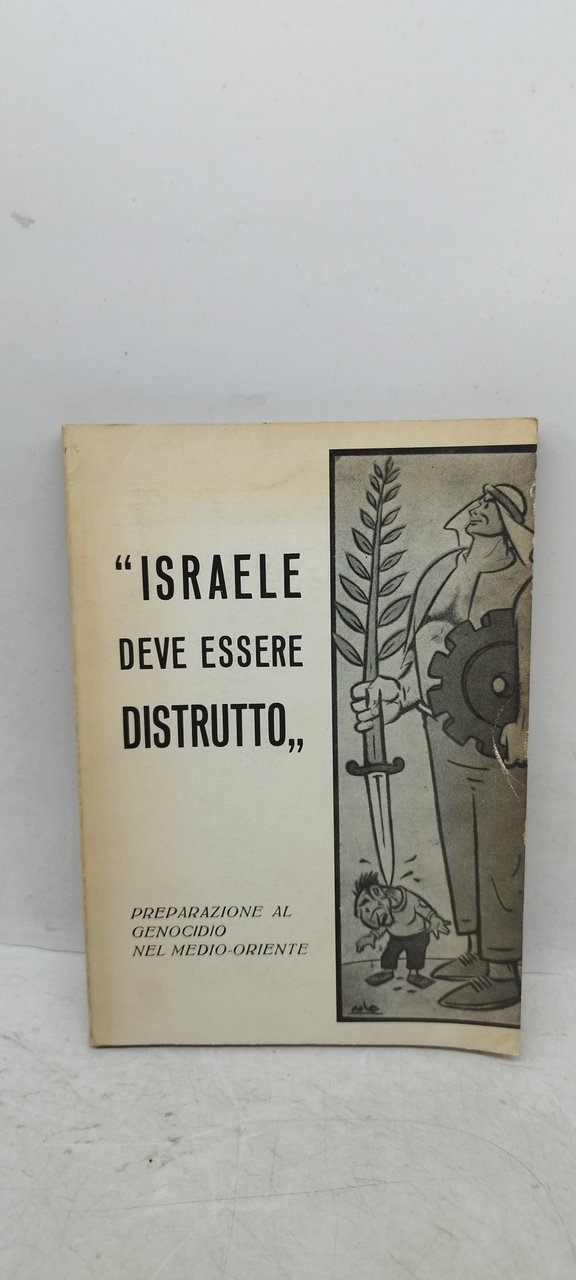 “ISRAELE
DEVE ESSERE
DISTRUTTO„
PREPARAZIONE AL
GENOCIDIO
NEL MEDIO-ORIENTE